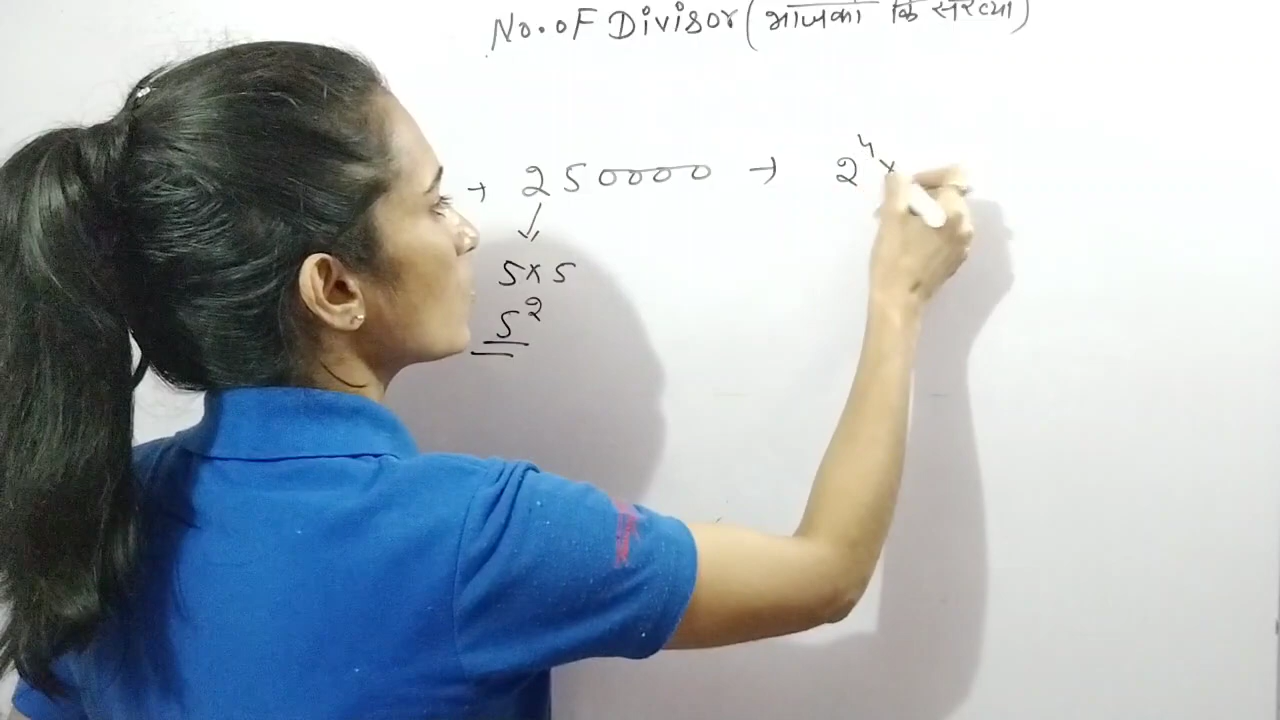 No. of Divisor (भाजको कि संख्या)
→ 250000 → 2⁴×
↓
5×5
5²